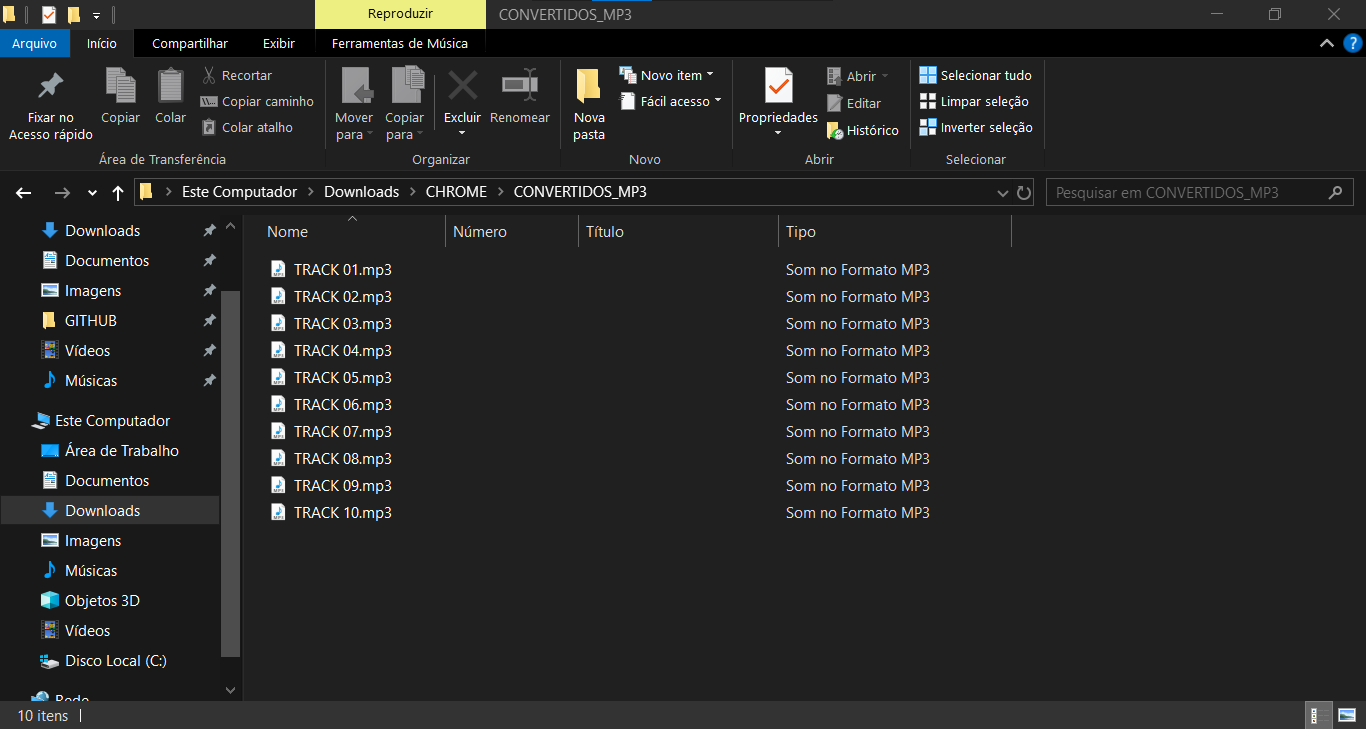 Reproduzir
CONVERTIDOS_MP3
Arquivo
Início
Compartilhar
Exibir
Ferramentas de Música
?
Fixar no
Acesso rápido
Copiar
Colar
Recortar
Copiar caminho
Colar atalho
Área de Transferência
Mover
para
Copiar
para
Excluir
Renomear
Organizar
Nova
pasta
Novo item
Fácil acesso
Novo
Propriedades
Abrir
Editar
Histórico
Abrir
Selecionar tudo
Limpar seleção
Inverter seleção
Selecionar
Este Computador > Downloads > CHROME > CONVERTIDOS_MP3
Pesquisar em CONVERTIDOS_MP3
Downloads
Documentos
Imagens
GITHUB
Vídeos
Músicas
Este Computador
Área de Trabalho
Documentos
Downloads
Imagens
Músicas
Objetos 3D
Vídeos
Disco Local (C:)
Rede
Nome Número Título Tipo
TRACK 01.mp3 Som no Formato MP3
TRACK 02.mp3 Som no Formato MP3
TRACK 03.mp3 Som no Formato MP3
TRACK 04.mp3 Som no Formato MP3
TRACK 05.mp3 Som no Formato MP3
TRACK 06.mp3 Som no Formato MP3
TRACK 07.mp3 Som no Formato MP3
TRACK 08.mp3 Som no Formato MP3
TRACK 09.mp3 Som no Formato MP3
TRACK 10.mp3 Som no Formato MP3
10 itens